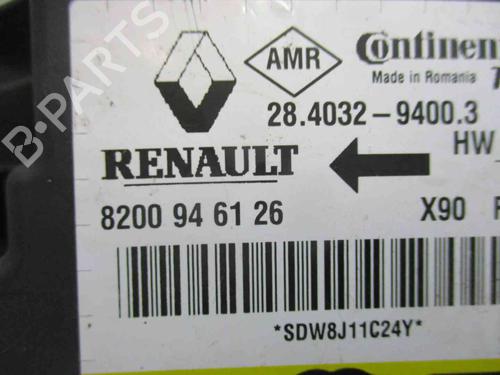 AMR
Continen
Made in Romania
28.4032-9400.3
HW
RENAULT
8200 94 61 26
X90
*SDW8J11C24Y*
B-PARTS